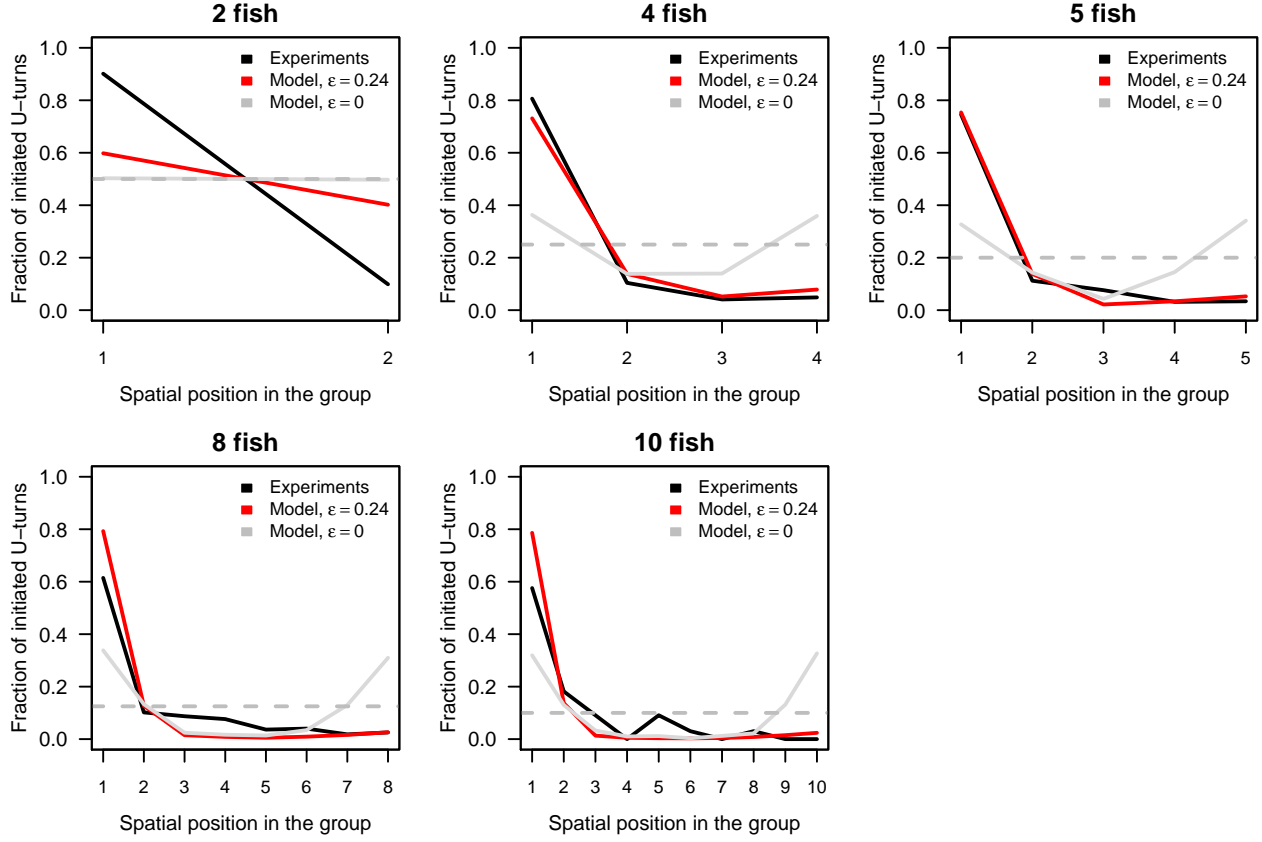 2 fish
Fraction of initiated U−turns
1.0
0.8
0.6
0.4
0.2
0.0
Experiments
Model, ε = 0.24
Model, ε = 0
1 2
Spatial position in the group
4 fish
Fraction of initiated U−turns
1.0
0.8
0.6
0.4
0.2
0.0
Experiments
Model, ε = 0.24
Model, ε = 0
1 2 3 4
Spatial position in the group
5 fish
Fraction of initiated U−turns
1.0
0.8
0.6
0.4
0.2
0.0
Experiments
Model, ε = 0.24
Model, ε = 0
1 2 3 4 5
Spatial position in the group
8 fish
Fraction of initiated U−turns
1.0
0.8
0.6
0.4
0.2
0.0
Experiments
Model, ε = 0.24
Model, ε = 0
1 2 3 4 5 6 7 8
Spatial position in the group
10 fish
Fraction of initiated U−turns
1.0
0.8
0.6
0.4
0.2
0.0
Experiments
Model, ε = 0.24
Model, ε = 0
1 2 3 4 5 6 7 8 9 10
Spatial position in the group